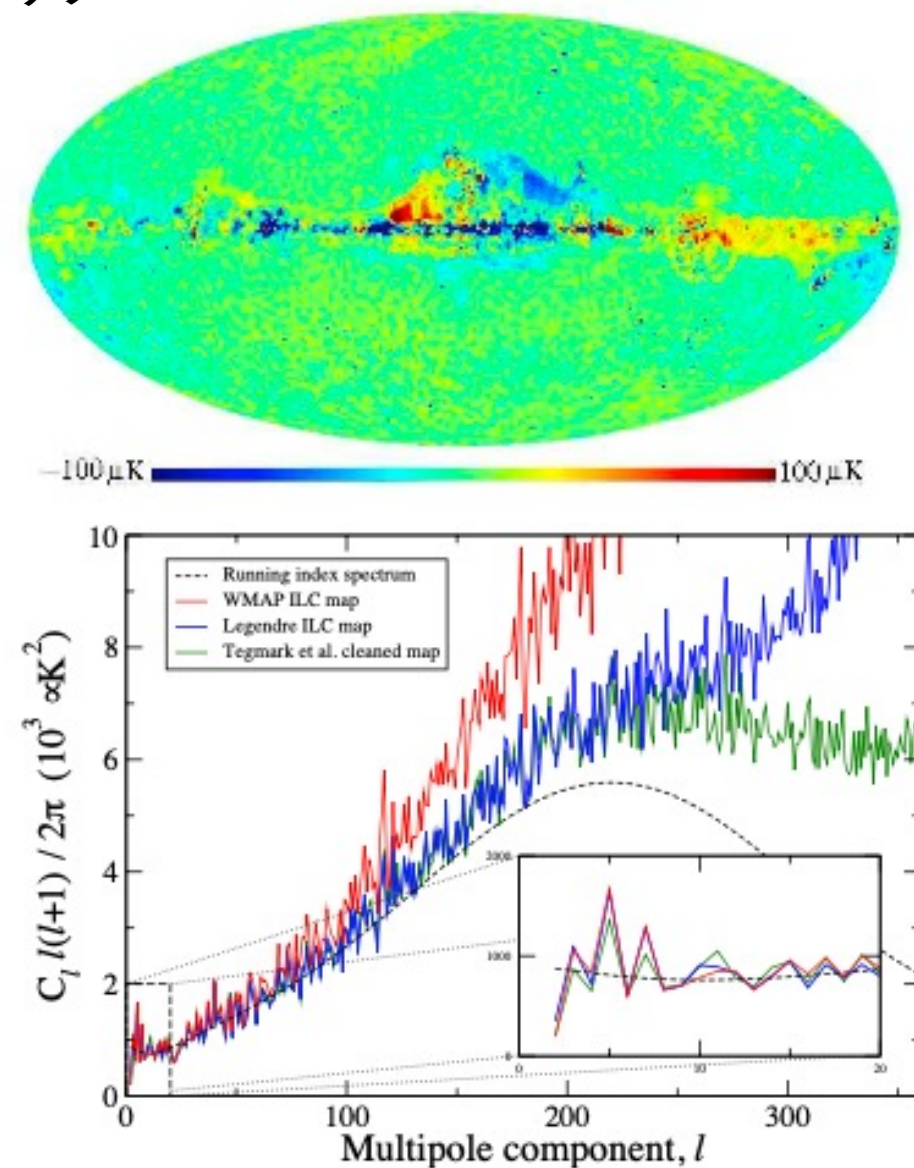 −100 μK 100 μK
10
8
6
4
2
0
C_l l(l+1) / 2π (10^3 ∝K^2)
Running index spectrum
WMAP ILC map
Legendre ILC map
Tegmark et al. cleaned map
2000
1000
0
0 10 20
0 100 200 300
Multipole component, l